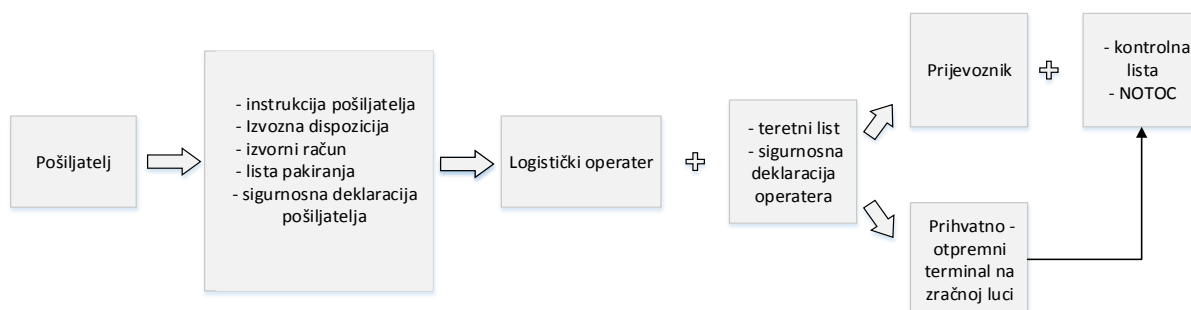 Pošiljatelj
- instrukcija pošiljatelja
- Izvozna dispozicija
- izvorni račun
- lista pakiranja
- sigurnosna deklaracija
pošiljatelja
Logistički operater
- teretni list
- sigurnosna
deklaracija
operatera
Prijevoznik
- kontrolna
lista
- NOTOC
Prihvatno -
otpremni
terminal na
zračnoj luci